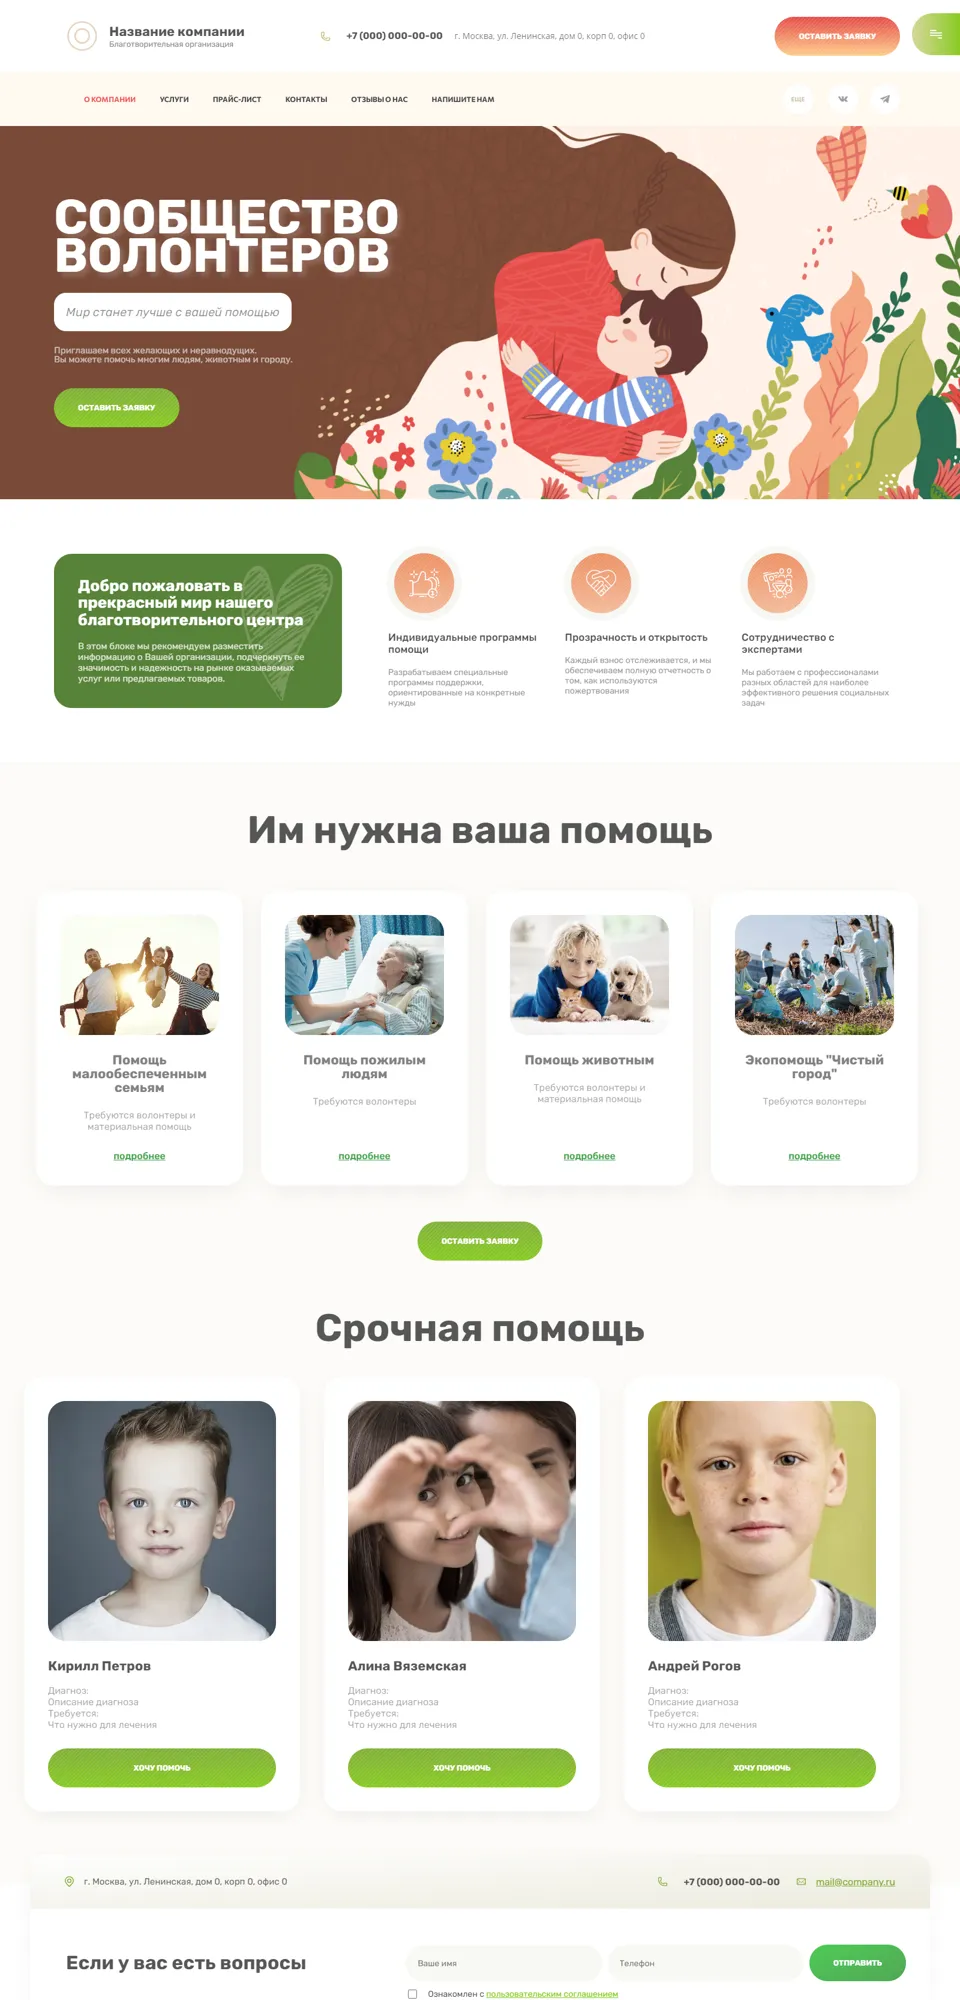 Название компании
Благотворительная организация
+7 (000) 000-00-00
г. Москва, ул. Ленинская, дом 0, корп 0, офис 0
ОСТАВИТЬ ЗАЯВКУ
О КОМПАНИИ
УСЛУГИ
ПРАЙС-ЛИСТ
КОНТАКТЫ
ОТЗЫВЫ О НАС
НАПИШИТЕ НАМ
ЕЩЕ
СООБЩЕСТВО
ВОЛОНТЕРОВ
Мир станет лучше с вашей помощью
Приглашаем всех желающих и неравнодущих.
Вы можете помочь многим людям, животным и городу.
ОСТАВИТЬ ЗАЯВКУ
Добро пожаловать в
прекрасный мир нашего
благотворительного центра
В этом блоке мы рекомендуем разместить
информацию о Вашей организации, подчеркнуть ее
значимость и надежность на рынке оказываемых
услуг или предлагаемых товаров.
Индивидуальные программы
помощи
Разрабатываем специальные
программы поддержки,
ориентированные на конкретные
нужды
Прозрачность и открытость
Каждый взнос отслеживается, и мы
обеспечиваем полную отчетность о
том, как используются
пожертвования
Сотрудничество с
экспертами
Мы работаем с профессионалами
разных областей для наиболее
эффективного решения социальных
задач
Им нужна ваша помощь
Помощь
малообеспеченным
семьям
Требуются волонтеры и
материальная помощь
подробнее
Помощь пожилым
людям
Требуются волонтеры
подробнее
Помощь животным
Требуются волонтеры и
материальная помощь
подробнее
Экопомощь "Чистый
город"
Требуются волонтеры
подробнее
ОСТАВИТЬ ЗАЯВКУ
Срочная помощь
Кирилл Петров
Диагноз:
Описание диагноза
Требуется:
Что нужно для лечения
ХОЧУ ПОМОЧЬ
Алина Вяземская
Диагноз:
Описание диагноза
Требуется:
Что нужно для лечения
ХОЧУ ПОМОЧЬ
Андрей Рогов
Диагноз:
Описание диагноза
Требуется:
Что нужно для лечения
ХОЧУ ПОМОЧЬ
г. Москва, ул. Ленинская, дом 0, корп 0, офис 0
+7 (000) 000-00-00
mail@company.ru
Если у вас есть вопросы
Ваше имя
Телефон
ОТПРАВИТЬ
Ознакомлен с пользовательским соглашением